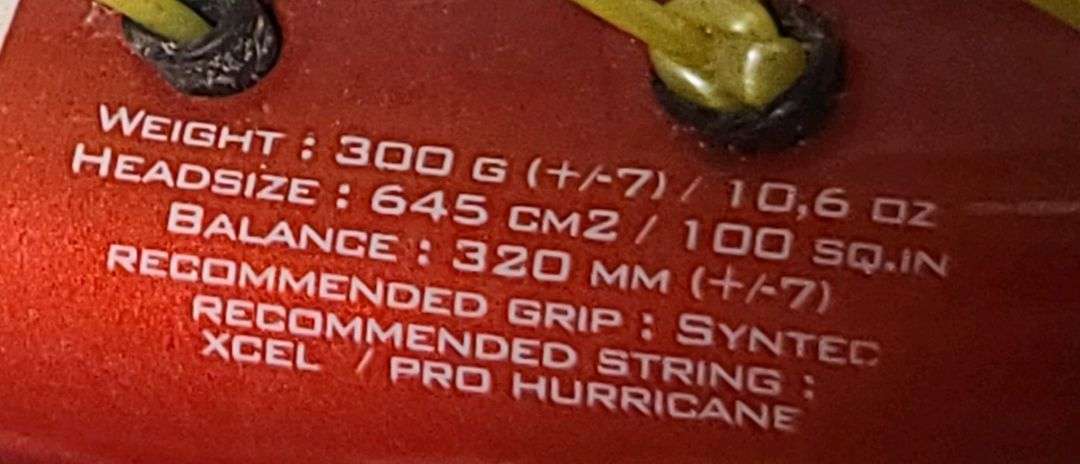 WEIGHT : 300 G (+/-7) / 10,6 OZ
HEADSIZE : 645 CM2 / 100 SQ.IN
BALANCE : 320 MM (+/-7)
RECOMMENDED GRIP : SYNTEC
RECOMMENDED STRING :
XCEL / PRO HURRICANE